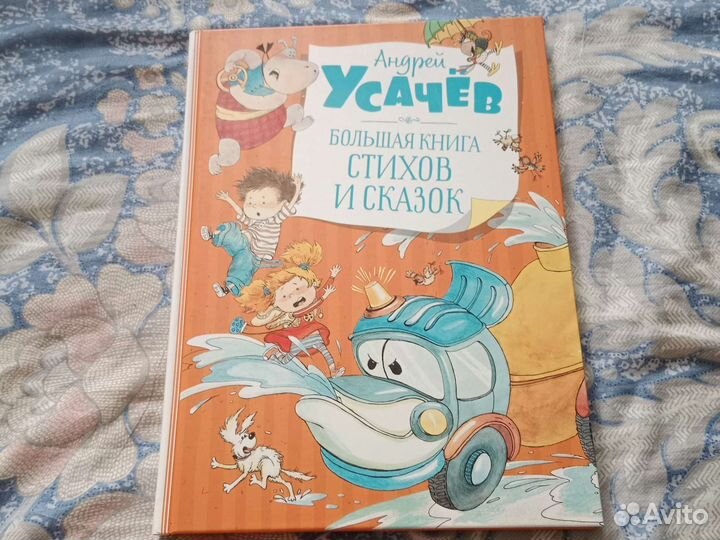 Андрей
УСАЧЁВ
БОЛЬШАЯ КНИГА
СТИХОВ
И СКАЗОК
Avito